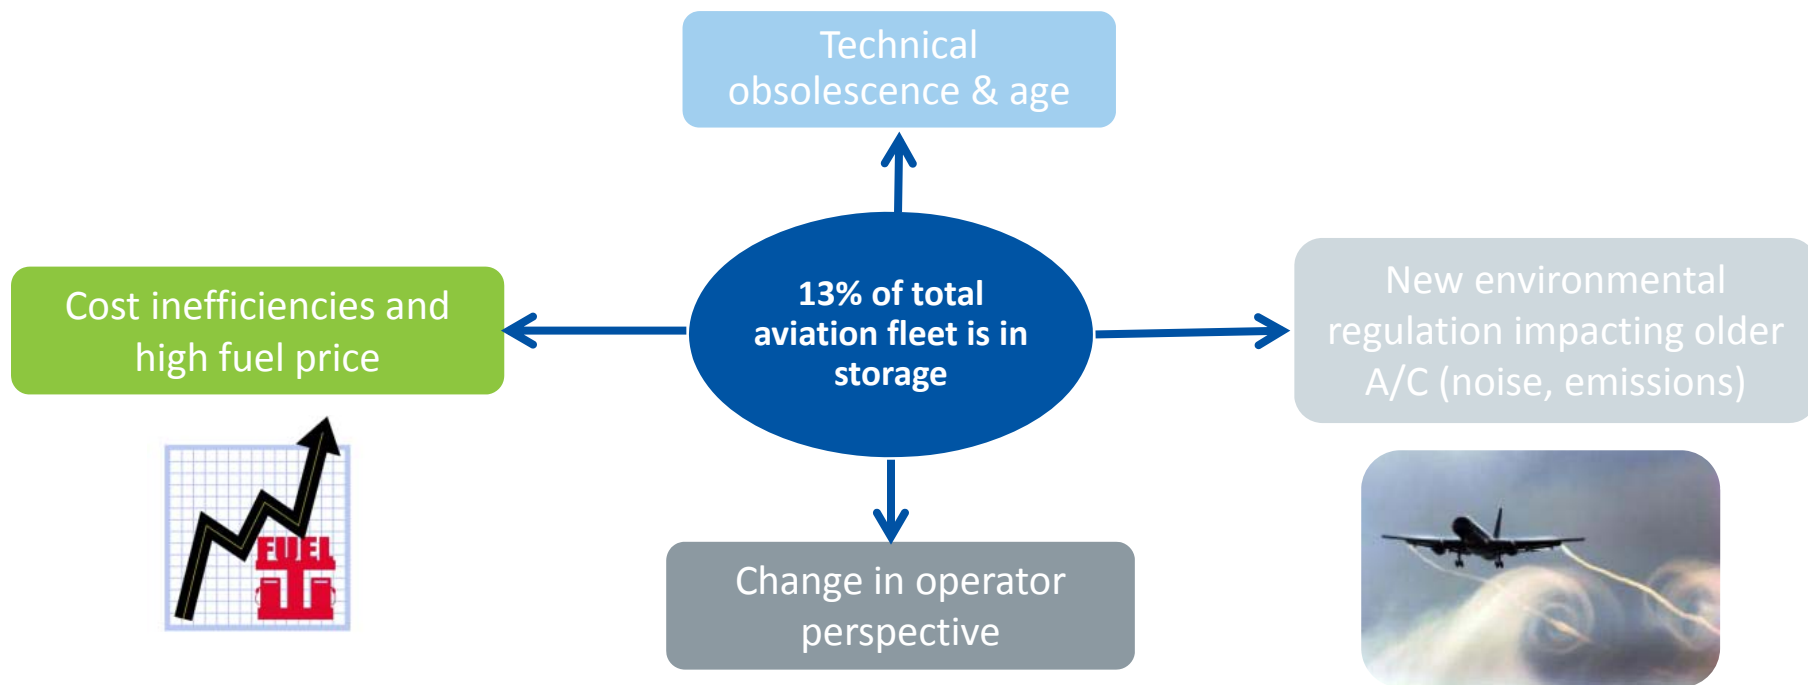 Technical
obsolescence & age
Cost inefficiencies and
high fuel price
13% of total
aviation fleet is in
storage
New environmental
regulation impacting older
A/C (noise, emissions)
FUEL
Change in operator
perspective